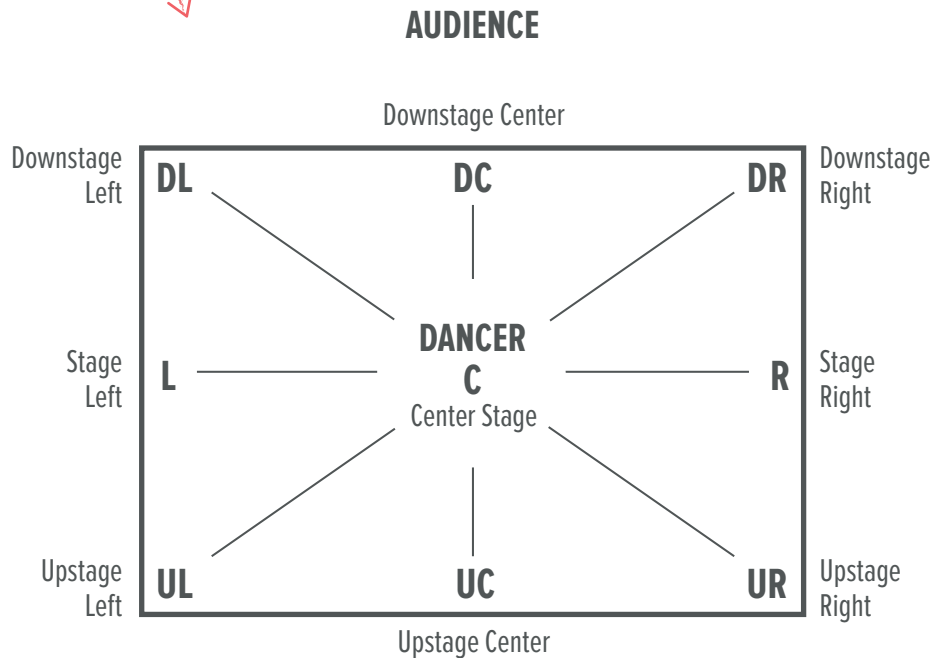 AUDIENCE
Downstage Center
Downstage
Left
DL
DC
DR
Downstage
Right
DANCER
Stage
Left
L
C
R
Stage
Right
Center Stage
Upstage
Left
UL
UC
UR
Upstage
Right
Upstage Center